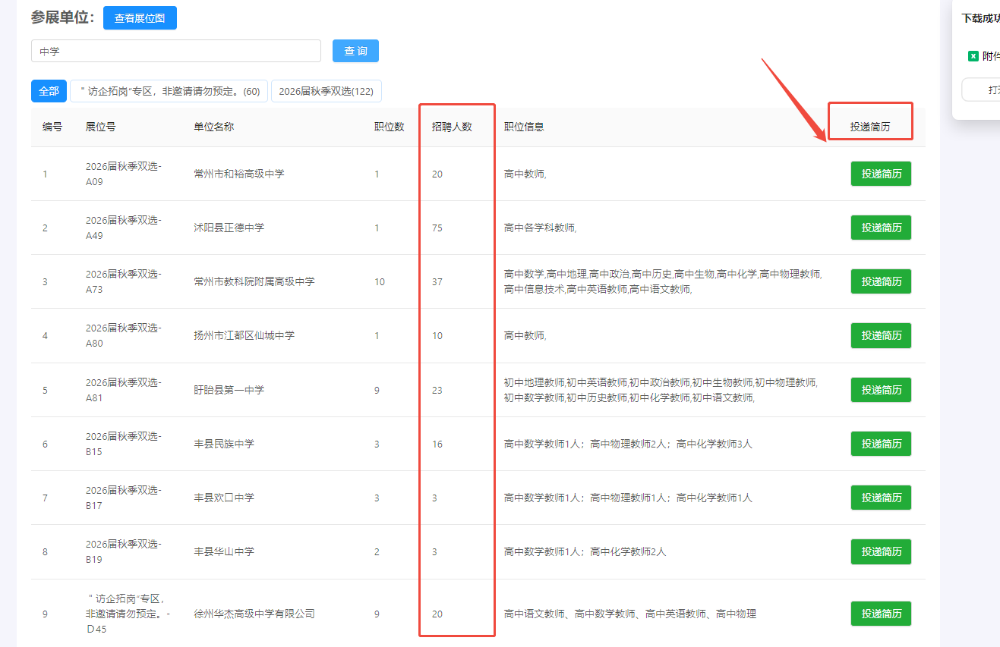 参展单位：
查看展位图
下载成功
中学
查 询
附件
打开
全部
＂访企拓岗”专区，非邀请请勿预定。(60)
2026届秋季双选(122)
编号 展位号 单位名称 职位数 招聘人数 职位信息 投递简历
2026届秋季双选-
1 常州市和裕高级中学 1 20 高中教师, 投递简历
A09
2026届秋季双选-
2 沭阳县正德中学 1 75 高中各学科教师, 投递简历
A49
2026届秋季双选- 高中数学,高中地理,高中政治,高中历史,高中生物,高中化学,高中物理教师,
3 常州市教科院附属高级中学 10 37 投递简历
A73 高中信息技术,高中英语教师,高中语文教师,
2026届秋季双选-
4 扬州市江都区仙城中学 1 10 高中教师, 投递简历
A80
2026届秋季双选- 初中地理教师,初中英语教师,初中政治教师,初中生物教师,初中物理教师,
5 盱眙县第一中学 9 23 投递简历
A81 初中数学教师,初中历史教师,初中化学教师,初中语文教师,
2026届秋季双选-
6 丰县民族中学 3 16 高中数学教师1人；高中物理教师2人；高中化学教师3人 投递简历
B15
2026届秋季双选-
7 丰县欢口中学 3 3 高中数学教师1人；高中物理教师1人；高中化学教师1人 投递简历
B17
2026届秋季双选-
8 丰县华山中学 2 3 高中数学教师1人；高中化学教师2人 投递简历
B19
＂访企拓岗”专区，
9 非邀请请勿预定。- 徐州华杰高级中学有限公司 9 20 高中语文教师、高中数学教师、高中英语教师、高中物理 投递简历
D45